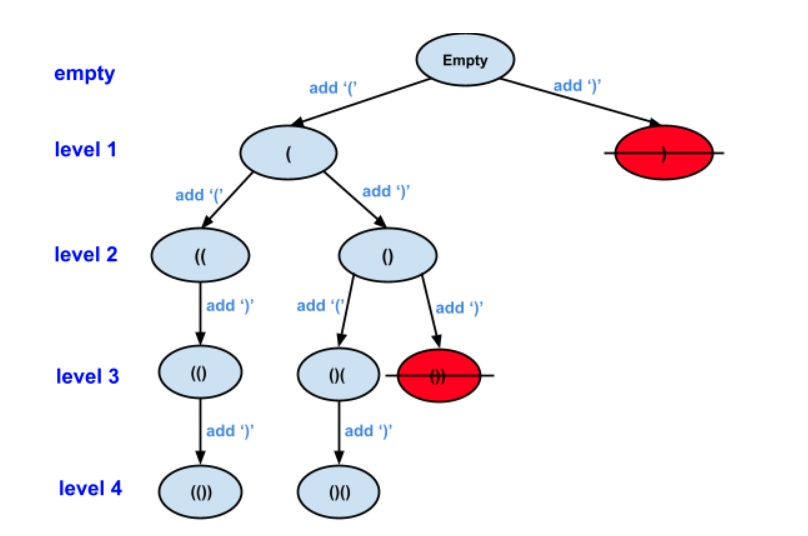 Empty
empty
add ‘(’
add ‘)’
level 1
(
)
add ‘(’
add ‘)’
level 2
((
()
add ‘)’
add ‘(’
add ‘)’
level 3
(()
()(
())
add ‘)’
add ‘)’
level 4
(())
()()